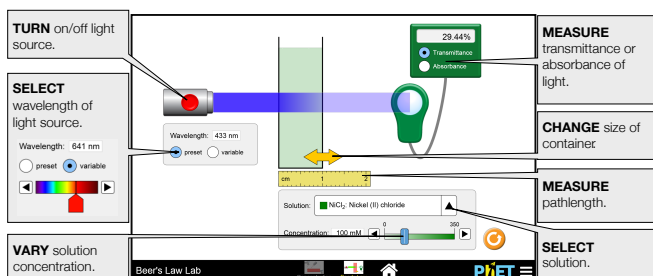 TURN on/off light
source.
SELECT
wavelength of
light source.
Wavelength: 641 nm
preset
variable
VARY solution
concentration.
29.44%
Transmittance
Absorbance
Wavelength: 433 nm
preset
variable
cm 1 2
Solution: NiCl₂: Nickel (II) chloride
0 350
Concentration: 100 mM
Beer's Law Lab
PhET
MEASURE
transmittance or
absorbance of
light.
CHANGE size of
container.
MEASURE
pathlength.
SELECT
solution.